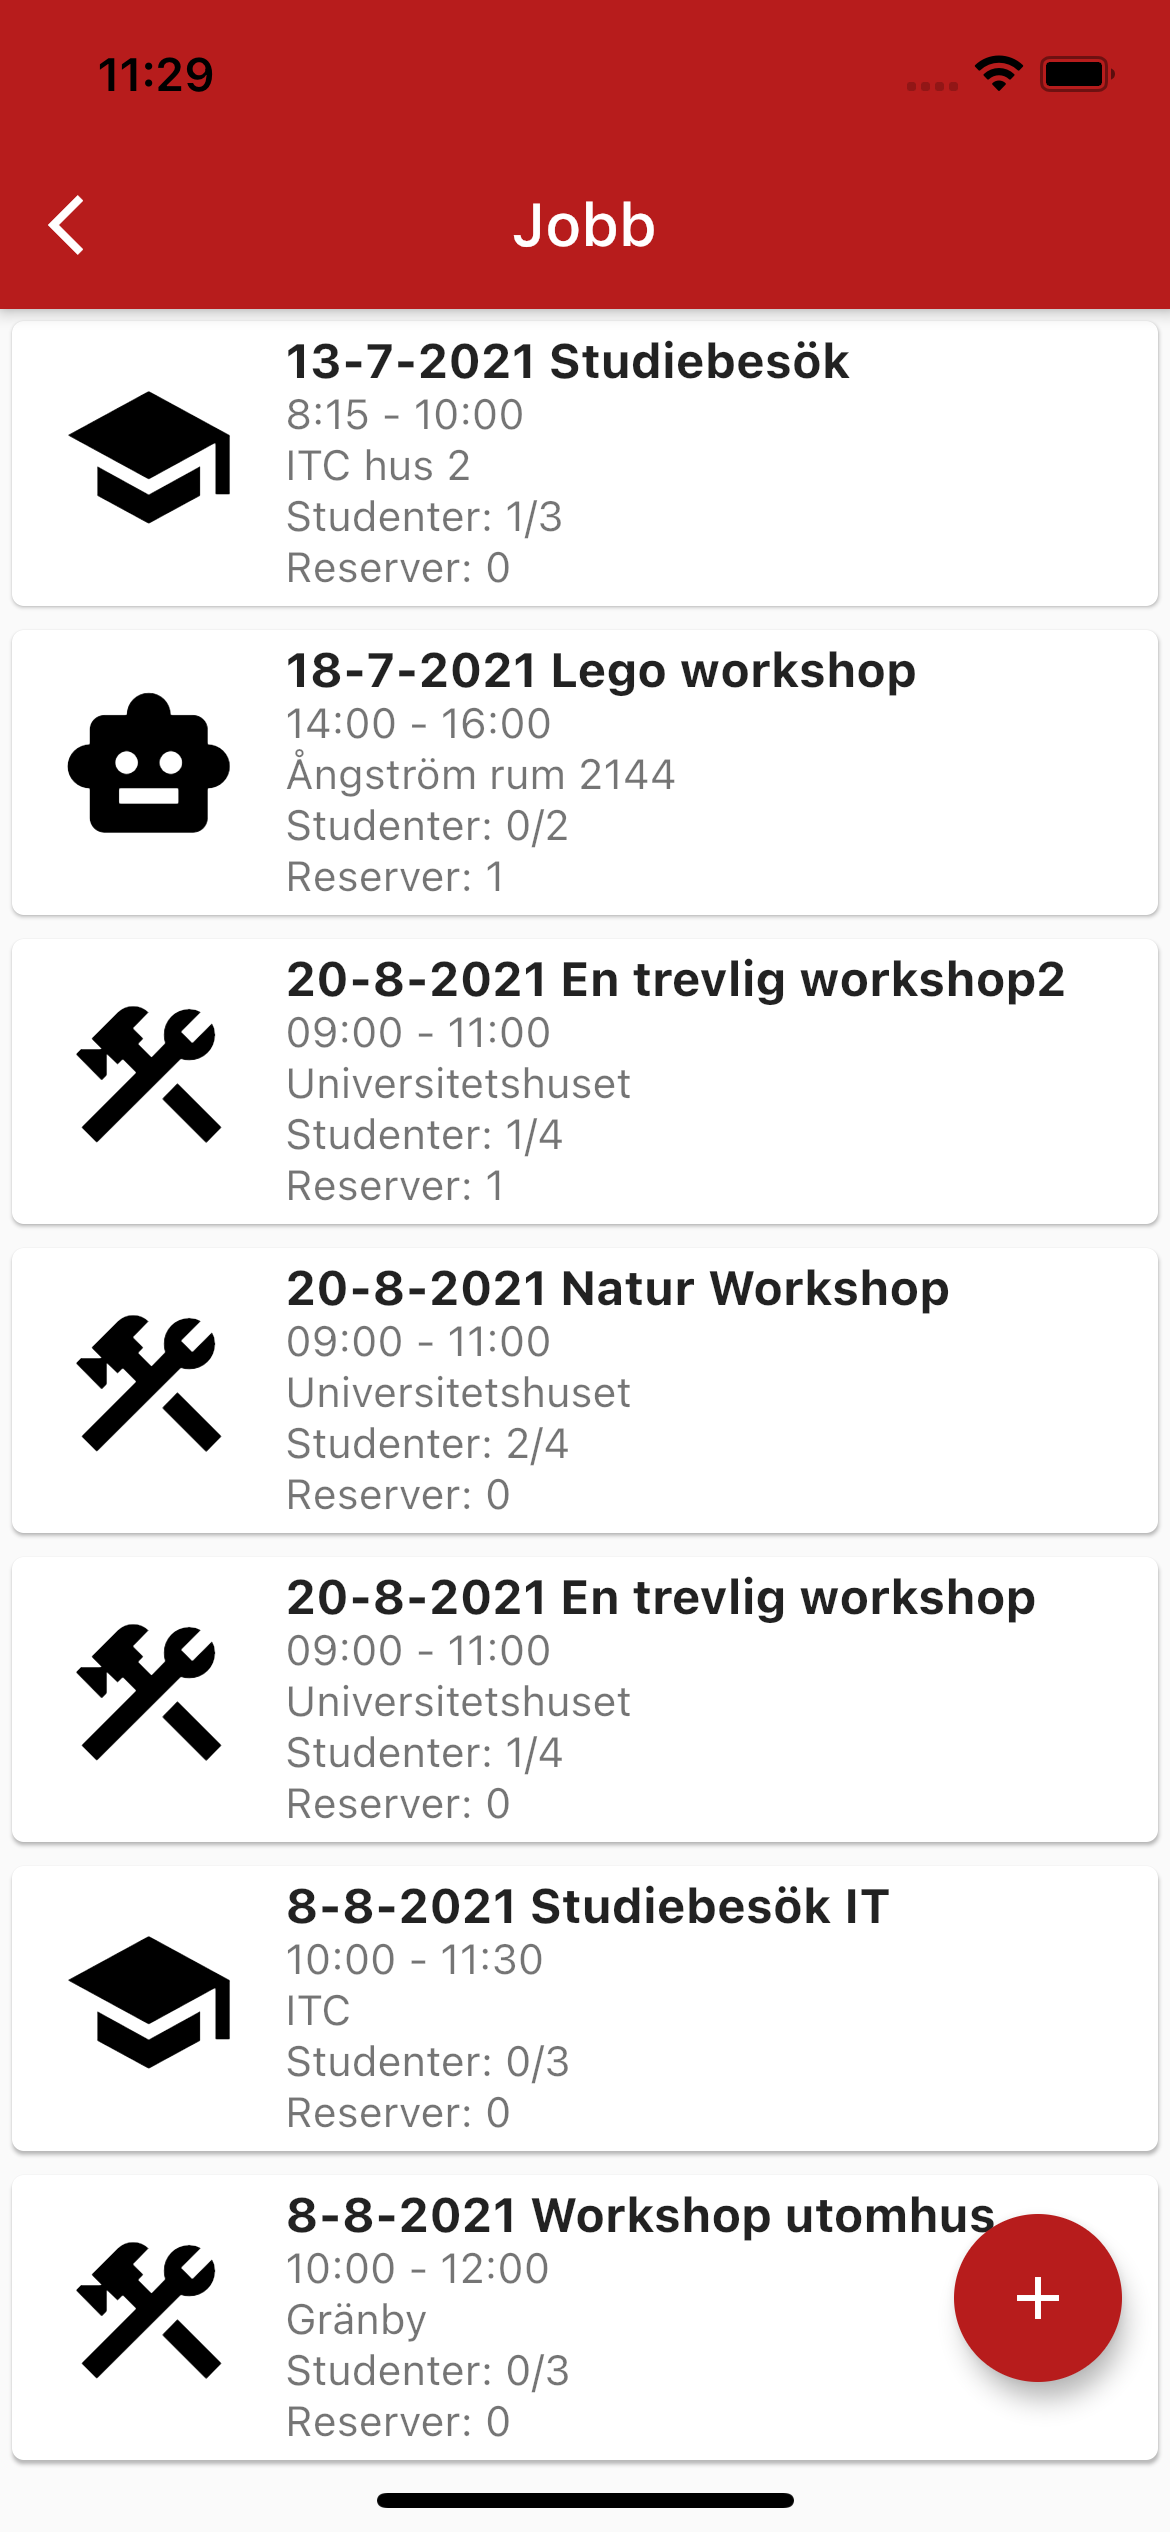 11:29
Jobb
13-7-2021 Studiebesök
8:15 - 10:00
ITC hus 2
Studenter: 1/3
Reserver: 0
18-7-2021 Lego workshop
14:00 - 16:00
Ångström rum 2144
Studenter: 0/2
Reserver: 1
20-8-2021 En trevlig workshop2
09:00 - 11:00
Universitetshuset
Studenter: 1/4
Reserver: 1
20-8-2021 Natur Workshop
09:00 - 11:00
Universitetshuset
Studenter: 2/4
Reserver: 0
20-8-2021 En trevlig workshop
09:00 - 11:00
Universitetshuset
Studenter: 1/4
Reserver: 0
8-8-2021 Studiebesök IT
10:00 - 11:30
ITC
Studenter: 0/3
Reserver: 0
8-8-2021 Workshop utomhus
10:00 - 12:00
Gränby
Studenter: 0/3
Reserver: 0